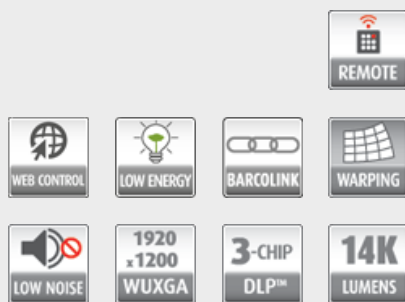 REMOTE
WEB CONTROL
LOW ENERGY
BARCOLINK
WARPING
LOW NOISE
1920
x1200
WUXGA
3-CHIP
DLP™
14K
LUMENS